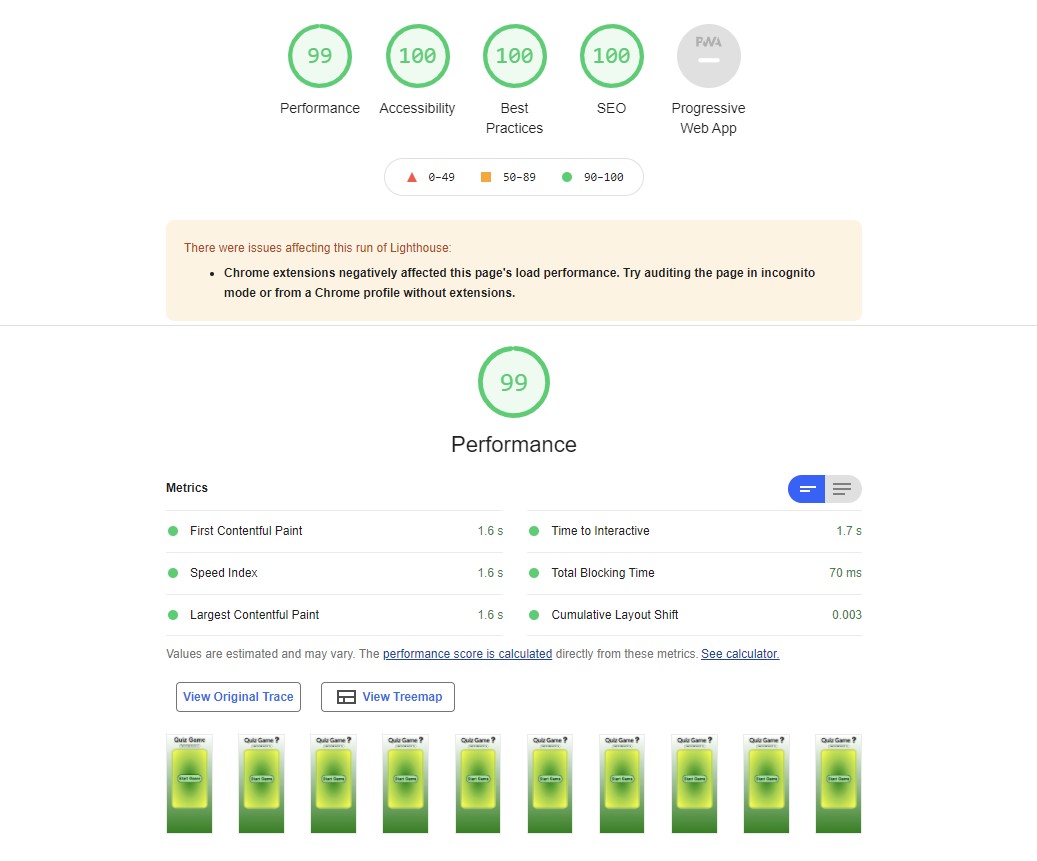 99 100 100 100 PWA
Performance Accessibility Best Practices SEO Progressive Web App
0–49 50–89 90–100
There were issues affecting this run of Lighthouse:
Chrome extensions negatively affected this page's load performance. Try auditing the page in incognito
mode or from a Chrome profile without extensions.
99
Performance
Metrics
First Contentful Paint 1.6 s Time to Interactive 1.7 s
Speed Index 1.6 s Total Blocking Time 70 ms
Largest Contentful Paint 1.6 s Cumulative Layout Shift 0.003
Values are estimated and may vary. The performance score is calculated directly from these metrics. See calculator.
View Original Trace View Treemap
Quiz Game Quiz Game ? Quiz Game ? Quiz Game ? Quiz Game ? Quiz Game ? Quiz Game ? Quiz Game ? Quiz Game ? Quiz Game ?
Start Game Start Game Start Game Start Game Start Game Start Game Start Game Start Game Start Game Start Game